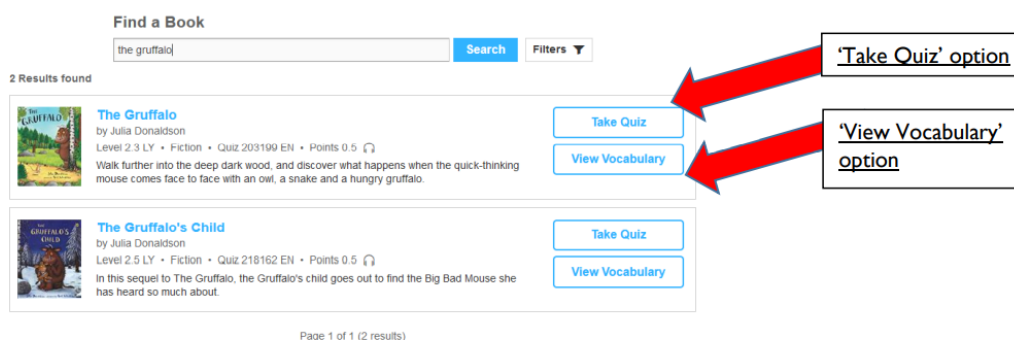 Find a Book
the gruffalo
Search
Filters
2 Results found
THE GRUFFALO
The Gruffalo
by Julia Donaldson
Level 2.3 LY • Fiction • Quiz 203199 EN • Points 0.5
Walk further into the deep dark wood, and discover what happens when the quick-thinking
mouse comes face to face with an owl, a snake and a hungry gruffalo.
Take Quiz
View Vocabulary
‘Take Quiz’ option
‘View Vocabulary’
option
THE
GRUFFALO'S
CHILD
The Gruffalo's Child
by Julia Donaldson
Level 2.5 LY • Fiction • Quiz 218162 EN • Points 0.5
In this sequel to The Gruffalo, the Gruffalo's child goes out to find the Big Bad Mouse she
has heard so much about.
Take Quiz
View Vocabulary
Page 1 of 1 (2 results)